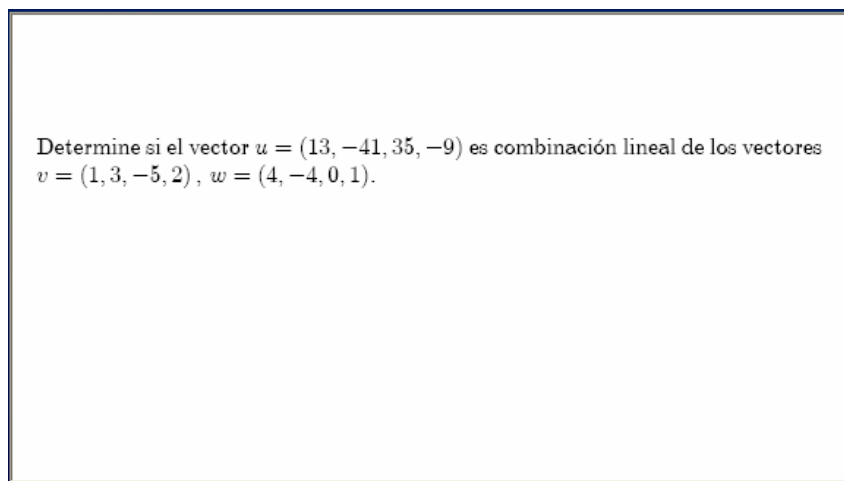 Determine si el vector u = (13, −41, 35, −9) es combinación lineal de los vectores
v = (1, 3, −5, 2) , w = (4, −4, 0, 1).